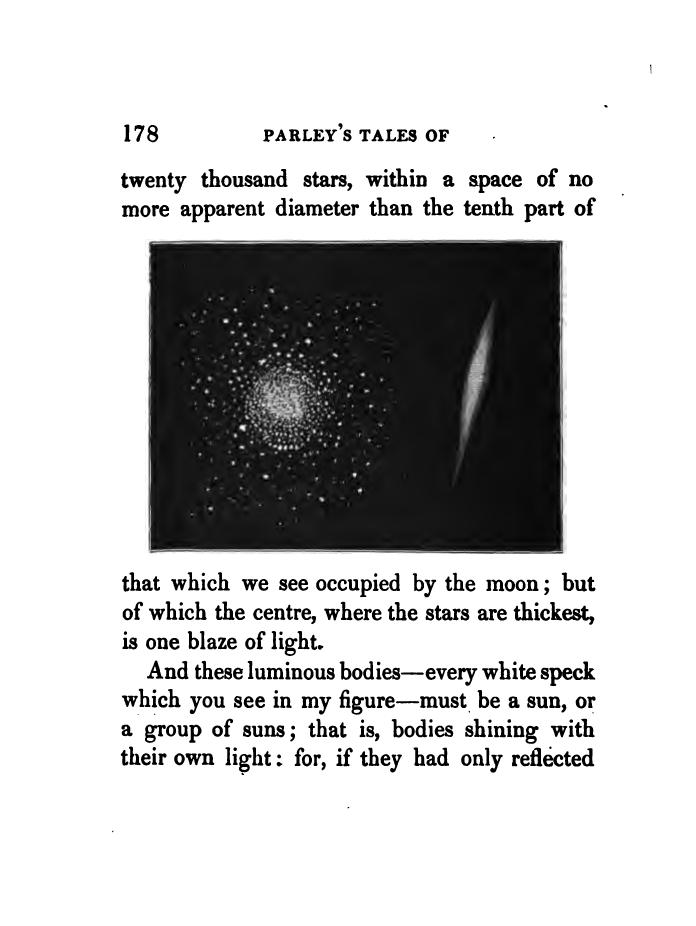 178 PARLEY'S TALES OF
twenty thousand stars, within a space of no
more apparent diameter than the tenth part of
that which we see occupied by the moon; but
of which the centre, where the stars are thickest,
is one blaze of light.
And these luminous bodies—every white speck
which you see in my figure—must be a sun, or
a group of suns; that is, bodies shining with
their own light: for, if they had only reflected